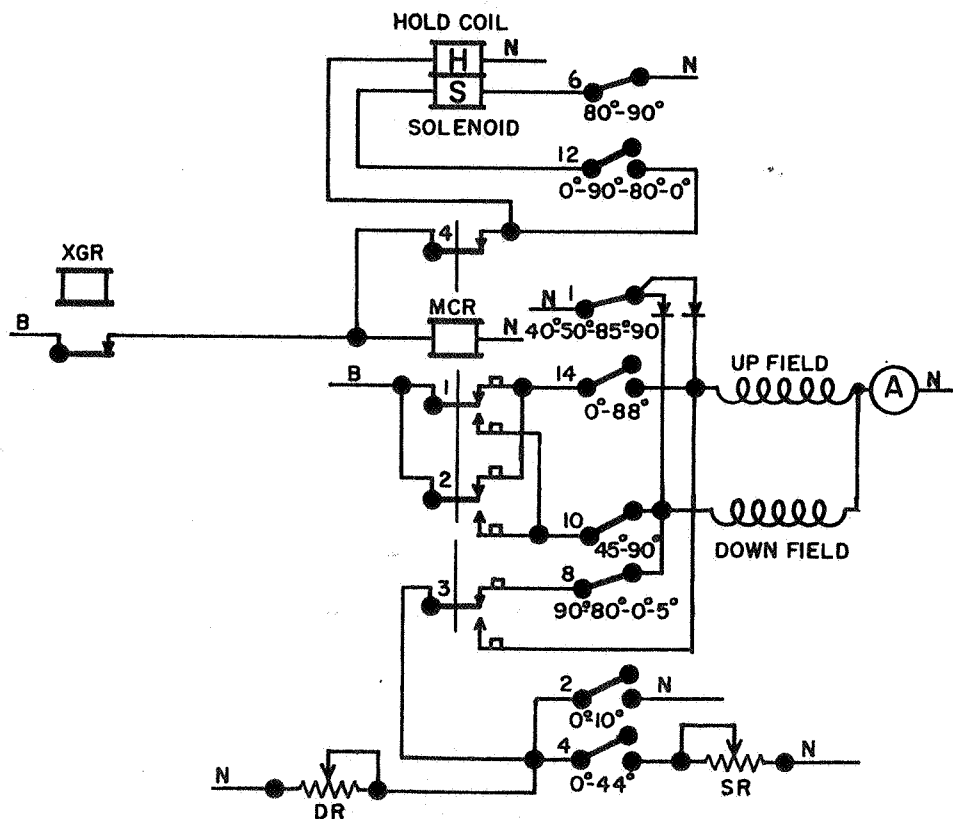 HOLD COIL
H
N
S
SOLENOID
6
N
80°-90°
12
0°-90°-80°-0°
4
XGR
B
MCR
N
N
1
40°50°85°90
B
1
14
0°-88°
UP FIELD
A
N
2
10
45°-90°
DOWN FIELD
3
8
90°80°-0°-5°
2
N
0°10°
4
N
0°-44°
SR
N
DR